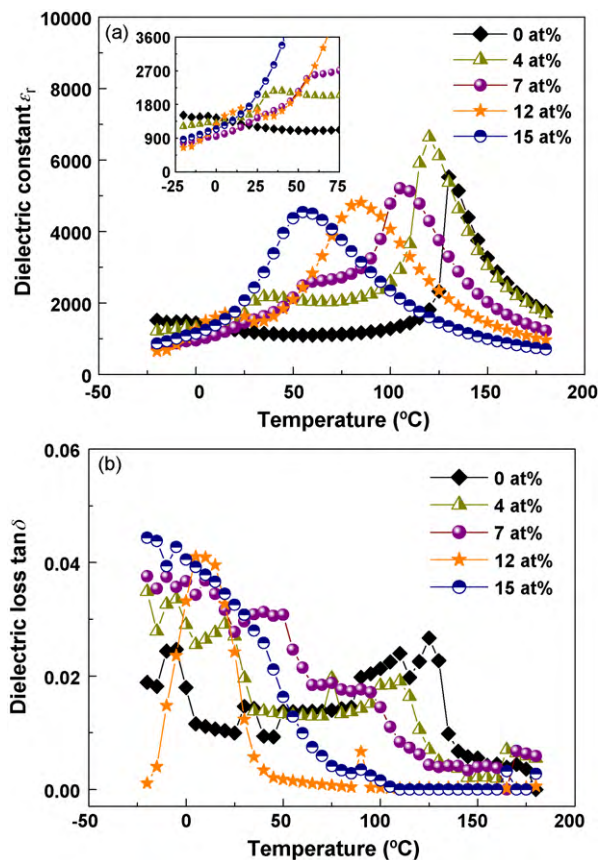 (a)
3600
2700
1800
900
0
-25 0 25 50 75
0 at%
4 at%
7 at%
12 at%
15 at%
10000
8000
6000
4000
2000
0
Dielectric constant εr
-50 0 50 100 150 200
Temperature (ºC)
(b)
0 at%
4 at%
7 at%
12 at%
15 at%
0.06
0.04
0.02
0.00
Dielectric loss tanδ
-50 0 50 100 150 200
Temperature (ºC)